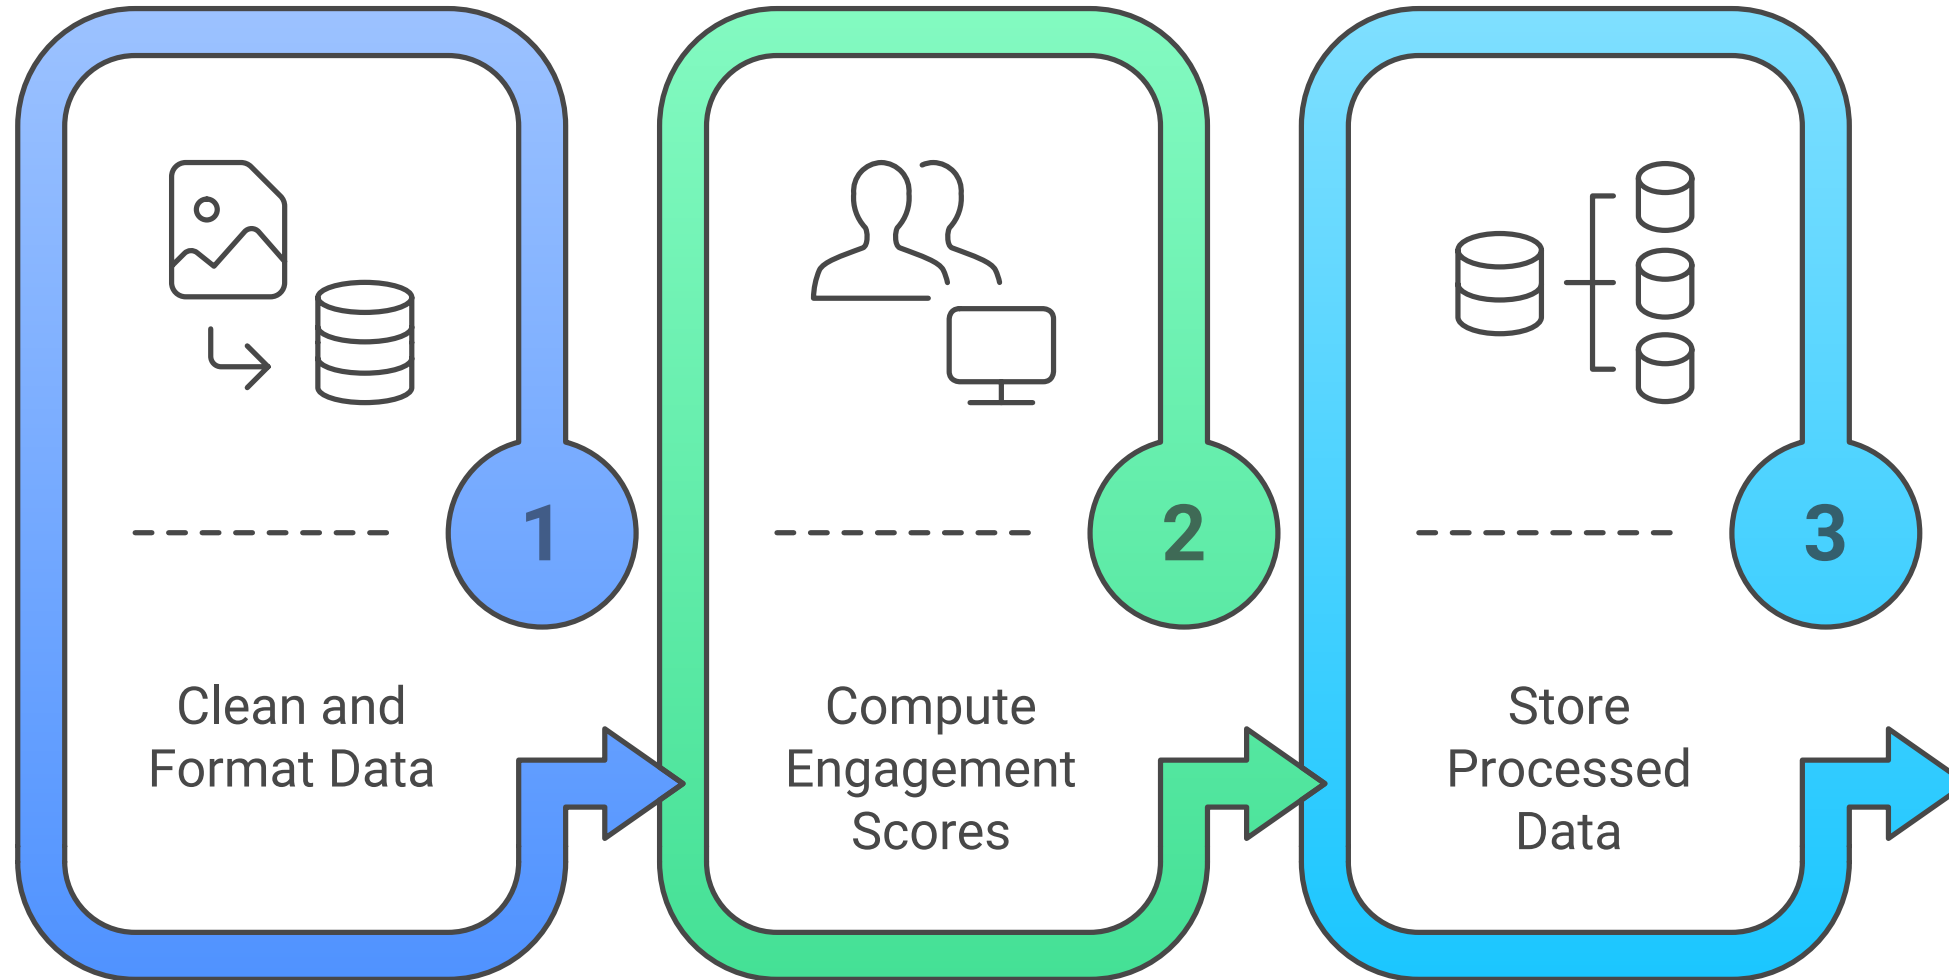 1
Clean and
Format Data
2
Compute
Engagement
Scores
3
Store
Processed
Data